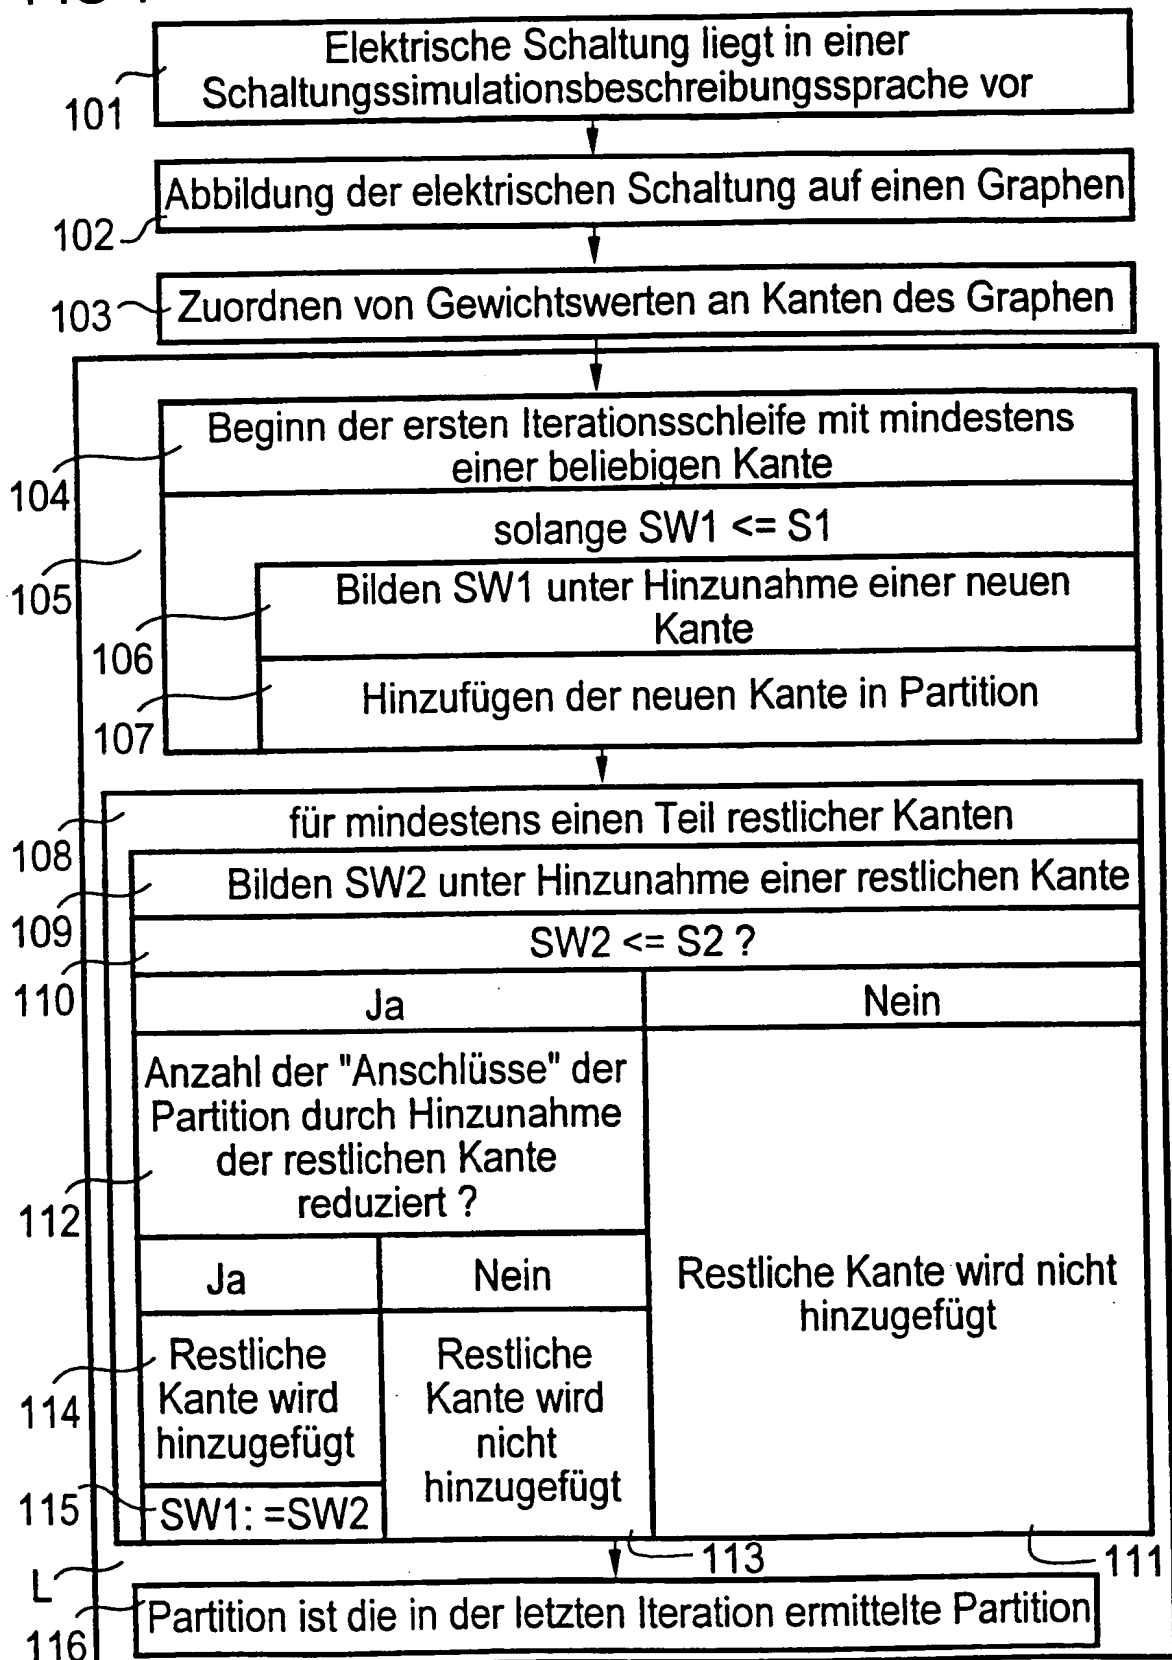 Elektrische Schaltung liegt in einer
Schaltungssimulationsbeschreibungssprache vor
101
Abbildung der elektrischen Schaltung auf einen Graphen
102
Zuordnen von Gewichtswerten an Kanten des Graphen
103
Beginn der ersten Iterationsschleife mit mindestens
einer beliebigen Kante
104
solange SW1 <= S1
105
Bilden SW1 unter Hinzunahme einer neuen
Kante
106
Hinzufügen der neuen Kante in Partition
107
für mindestens einen Teil restlicher Kanten
108
Bilden SW2 unter Hinzunahme einer restlichen Kante
109
SW2 <= S2 ?
110
Ja
Nein
Anzahl der "Anschlüsse" der
Partition durch Hinzunahme
der restlichen Kante
reduziert ?
112
Ja
Nein
Restliche Kante wird nicht
hinzugefügt
Restliche
Kante wird
hinzugefügt
114
Restliche
Kante wird
nicht
hinzugefügt
SW1: =SW2
115
113
111
L
Partition ist die in der letzten Iteration ermittelte Partition
116